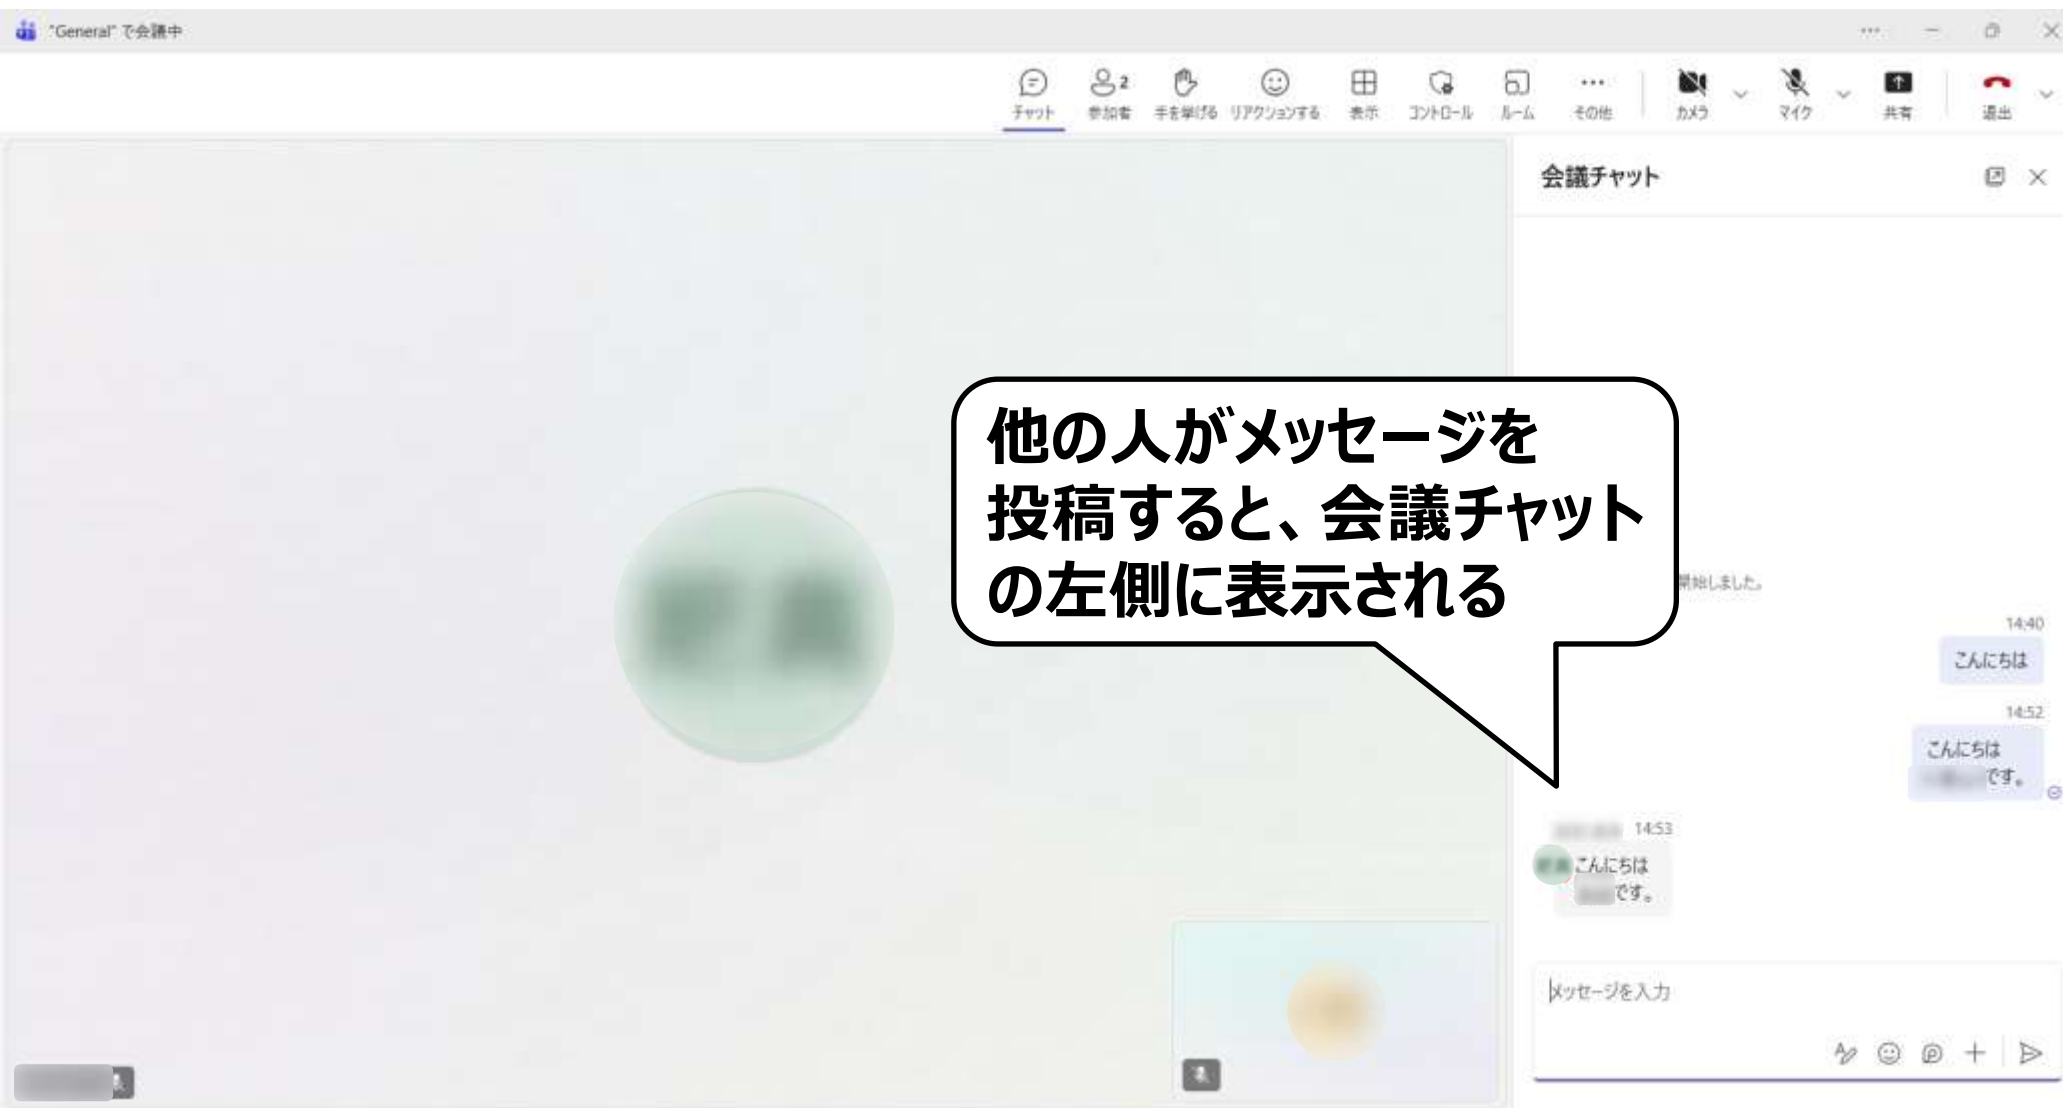 "General" で会議中
チャット
2
参加者
手を挙げる
リアクションする
表示
コントロール
ルーム
その他
カメラ
マイク
共有
退出
会議チャット
他の人がメッセージを
投稿すると、会議チャット
の左側に表示される
開始しました。
14:40
こんにちは
14:52
こんにちは
です。
14:53
こんにちは
です。
メッセージを入力